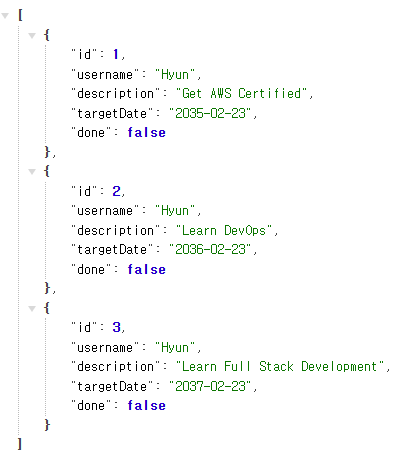 [
{
"id": 1,
"username": "Hyun",
"description": "Get AWS Certified",
"targetDate": "2035-02-23",
"done": false
},
{
"id": 2,
"username": "Hyun",
"description": "Learn DevOps",
"targetDate": "2036-02-23",
"done": false
},
{
"id": 3,
"username": "Hyun",
"description": "Learn Full Stack Development",
"targetDate": "2037-02-23",
"done": false
}
]